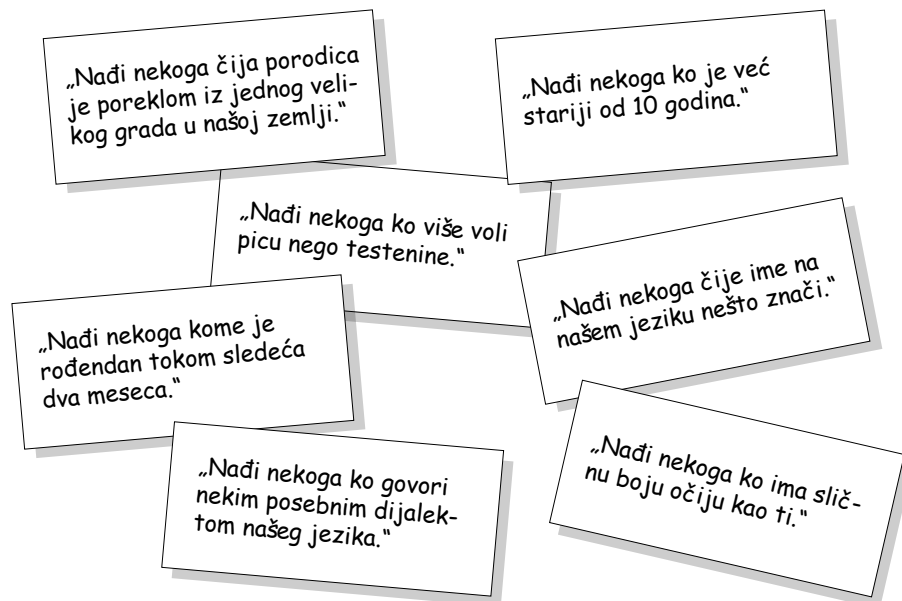 „Nađi nekoga čija porodica
je poreklom iz jednog veli-
kog grada u našoj zemlji.“
„Nađi nekoga ko je već
stariji od 10 godina.“
„Nađi nekoga ko više voli
picu nego testenine.“
„Nađi nekoga čije ime na
našem jeziku nešto znači.“
„Nađi nekoga kome je
rođendan tokom sledeća
dva meseca.“
„Nađi nekoga ko govori
nekim posebnim dijalek-
tom našeg jezika.“
„Nađi nekoga ko ima slič-
nu boju očiju kao ti.“